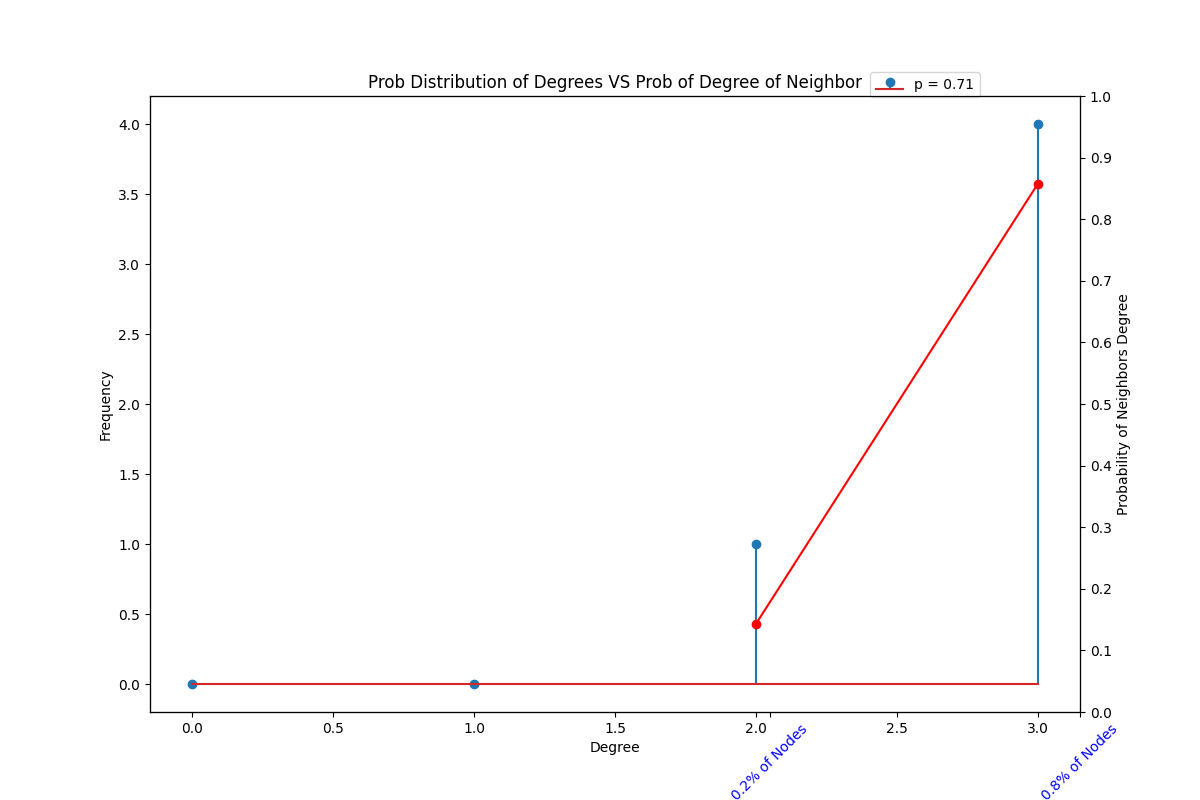 Prob Distribution of Degrees VS Prob of Degree of Neighbor
p = 0.71
4.0
3.5
3.0
2.5
2.0
1.5
1.0
0.5
0.0
Frequency
1.0
0.9
0.8
0.7
0.6
0.5
0.4
0.3
0.2
0.1
0.0
Probability of Neighbors Degree
0.0 0.5 1.0 1.5 2.0 2.5 3.0
Degree
0.2% of Nodes
0.8% of Nodes